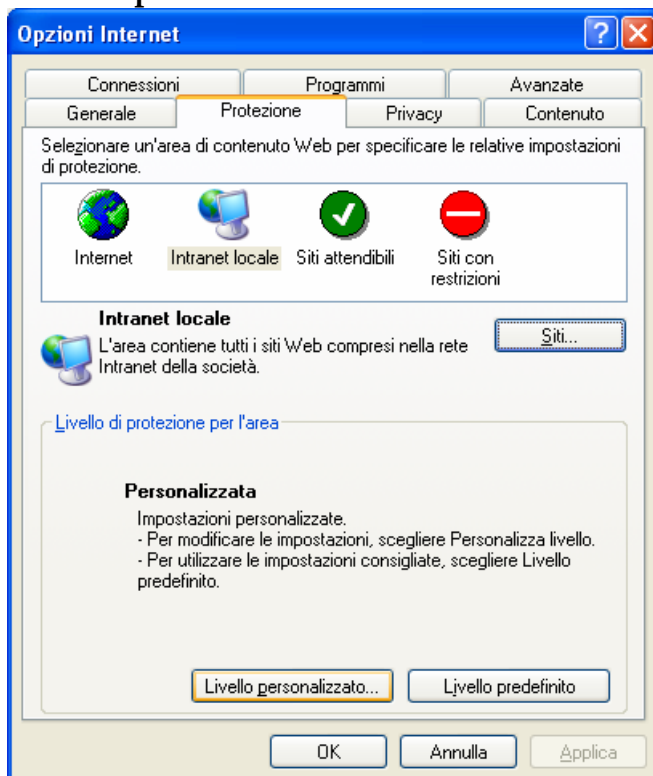 Opzioni Internet
Connessioni Programmi Avanzate
Generale Protezione Privacy Contenuto
Selezionare un'area di contenuto Web per specificare le relative impostazioni
di protezione.
Internet Intranet locale Siti attendibili Siti con
restrizioni
Intranet locale
L'area contiene tutti i siti Web compresi nella rete
Intranet della società.
Siti...
Livello di protezione per l'area
Personalizzata
Impostazioni personalizzate.
- Per modificare le impostazioni, scegliere Personalizza livello.
- Per utilizzare le impostazioni consigliate, scegliere Livello
predefinito.
Livello personalizzato... Livello predefinito
OK Annulla Applica